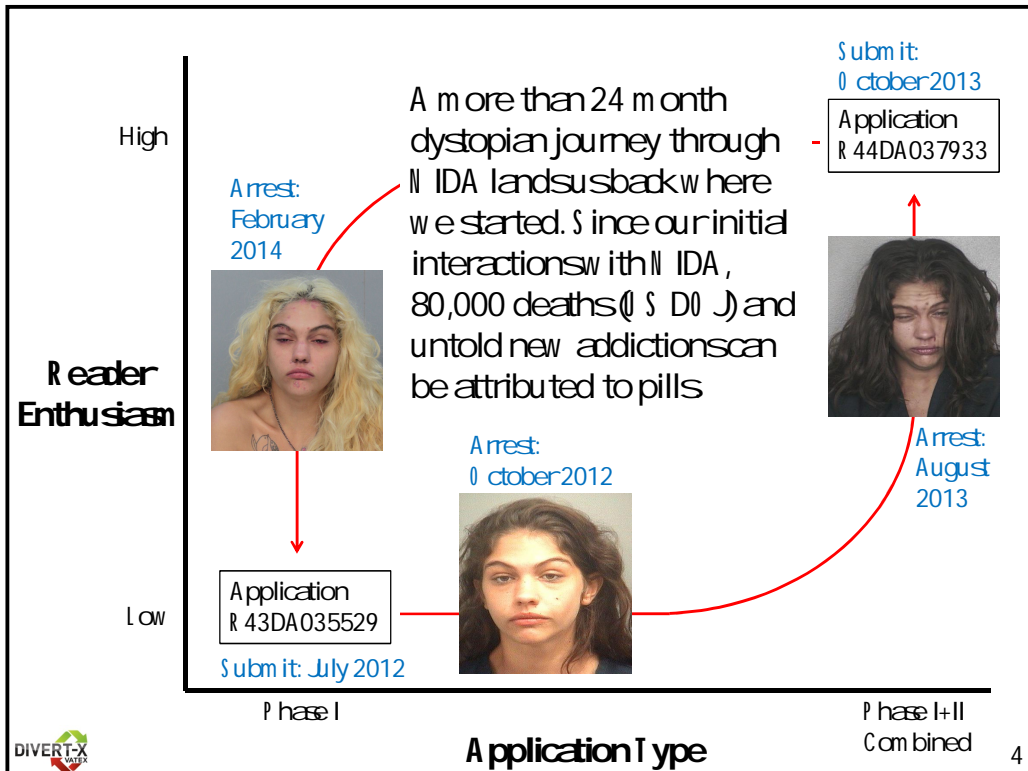 Submit:
October 2013
High
A more than 24 month
dystopian journey through
NIDA lands us back where
we started. Since our initial
interactions with NIDA,
80,000 deaths (US DOJ) and
untold new addictions can
be attributed to pills
Application
R44DA037933
Arrest:
February
2014
Reader
Enthusiasm
Arrest:
October 2012
Arrest:
August
2013
Application
R43DA035529
Low
Submit: July 2012
Phase I
Phase I+II
Combined
DIVERT-X
VATEX
Application Type
4